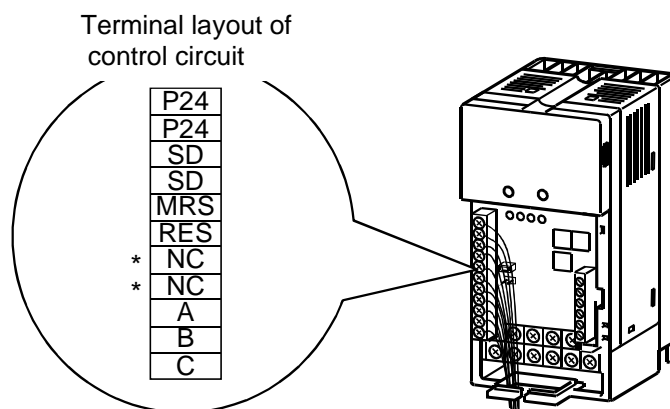 Terminal layout of
control circuit
P24
P24
SD
SD
MRS
RES
* NC
* NC
A
B
C